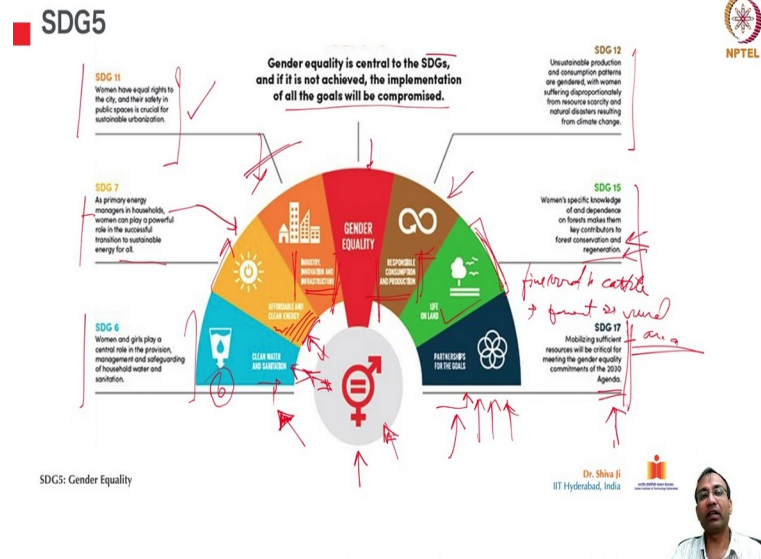 SDG5
NPTEL
Gender equality is central to the SDGs,
and if it is not achieved, the implementation
of all the goals will be compromised.
SDG 11
Women have equal rights to
the city, and their safety in
public spaces is crucial for
sustainable urbanization.
SDG 12
Unsustainable production
and consumption patterns
are gendered, with women
suffering disproportionately
from resource scarcity and
natural disasters resulting
from climate change.
SDG 7
As primary energy
managers in households,
women can play a powerful
role in the successful
transition to sustainable
energy for all.
SDG 15
Women's specific knowledge
of and dependence
on forests makes them
key contributors to
forest conservation and
regeneration.
SDG 6
Women and girls play a
central role in the provision,
management and safeguarding
of household water and
sanitation.
SDG 17
Mobilizing sufficient
resources will be critical for
meeting the gender equality
commitments of the 2030
Agenda.
CLEAN WATER
AND SANITATION
AFFORDABLE AND
CLEAN ENERGY
INDUSTRY,
INNOVATION AND
INFRASTRUCTURE
GENDER
EQUALITY
RESPONSIBLE
CONSUMPTION
AND PRODUCTION
LIFE
ON LAND
PARTNERSHIPS
FOR THE GOALS
6
cattle
rural
area
SDG5: Gender Equality
Dr. Shiva Ji
IIT Hyderabad, India